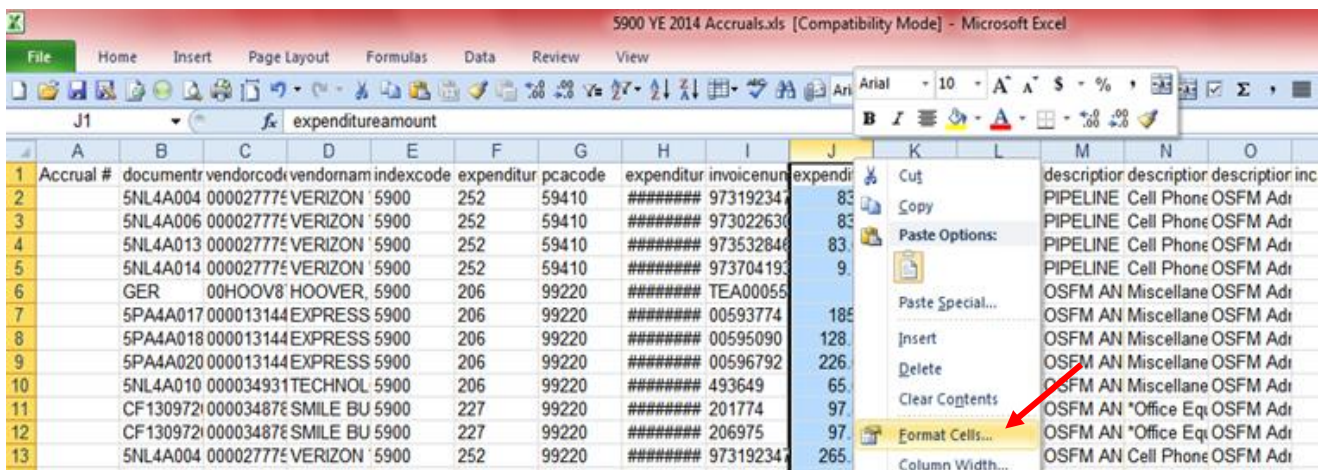 5900 YE 2014 Accruals.xls [Compatibility Mode] - Microsoft Excel
File Home Insert Page Layout Formulas Data Review View
Arial 10 A A $ % ,
B I A
J1 fx expenditureamount
A B C D E F G H I J K L M N O
1 Accrual # documentr vendorcode vendornam indexcode expenditur pcacode expenditur invoicenum expendit description description description inc
2 5NL4A004 000027775 VERIZON 5900 252 59410 ######## 973192347 83 PIPELINE Cell Phone OSFM Adr
3 5NL4A006 000027775 VERIZON 5900 252 59410 ######## 973022630 83 PIPELINE Cell Phone OSFM Adr
4 5NL4A013 000027775 VERIZON 5900 252 59410 ######## 973532846 83. PIPELINE Cell Phone OSFM Adr
5 5NL4A014 000027775 VERIZON 5900 252 59410 ######## 973704193 9. PIPELINE Cell Phone OSFM Adr
6 GER 00HOOV8 HOOVER, 5900 206 99220 ######## TEA00055 OSFM AN Miscellane OSFM Adr
7 5PA4A017 000013144 EXPRESS 5900 206 99220 ######## 00593774 185 OSFM AN Miscellane OSFM Adr
8 5PA4A018 000013144 EXPRESS 5900 206 99220 ######## 00595090 128. OSFM AN Miscellane OSFM Adr
9 5PA4A020 000013144 EXPRESS 5900 206 99220 ######## 00596792 226. OSFM AN Miscellane OSFM Adr
10 5NL4A010 000034931 TECHNOL 5900 206 99220 ######## 493649 65. OSFM AN Miscellane OSFM Adr
11 CF130972 000034878 SMILE BU 5900 227 99220 ######## 201774 97. OSFM AN *Office Equ OSFM Adr
12 CF130972 000034878 SMILE BU 5900 227 99220 ######## 206975 97. OSFM AN *Office Equ OSFM Adr
13 5NL4A004 000027775 VERIZON 5900 252 99220 ######## 973192347 265. OSFM AN Cell Phone OSFM Adr
Cut
Copy
Paste Options:
Paste Special...
Insert
Delete
Clear Contents
Format Cells...
Column Width...